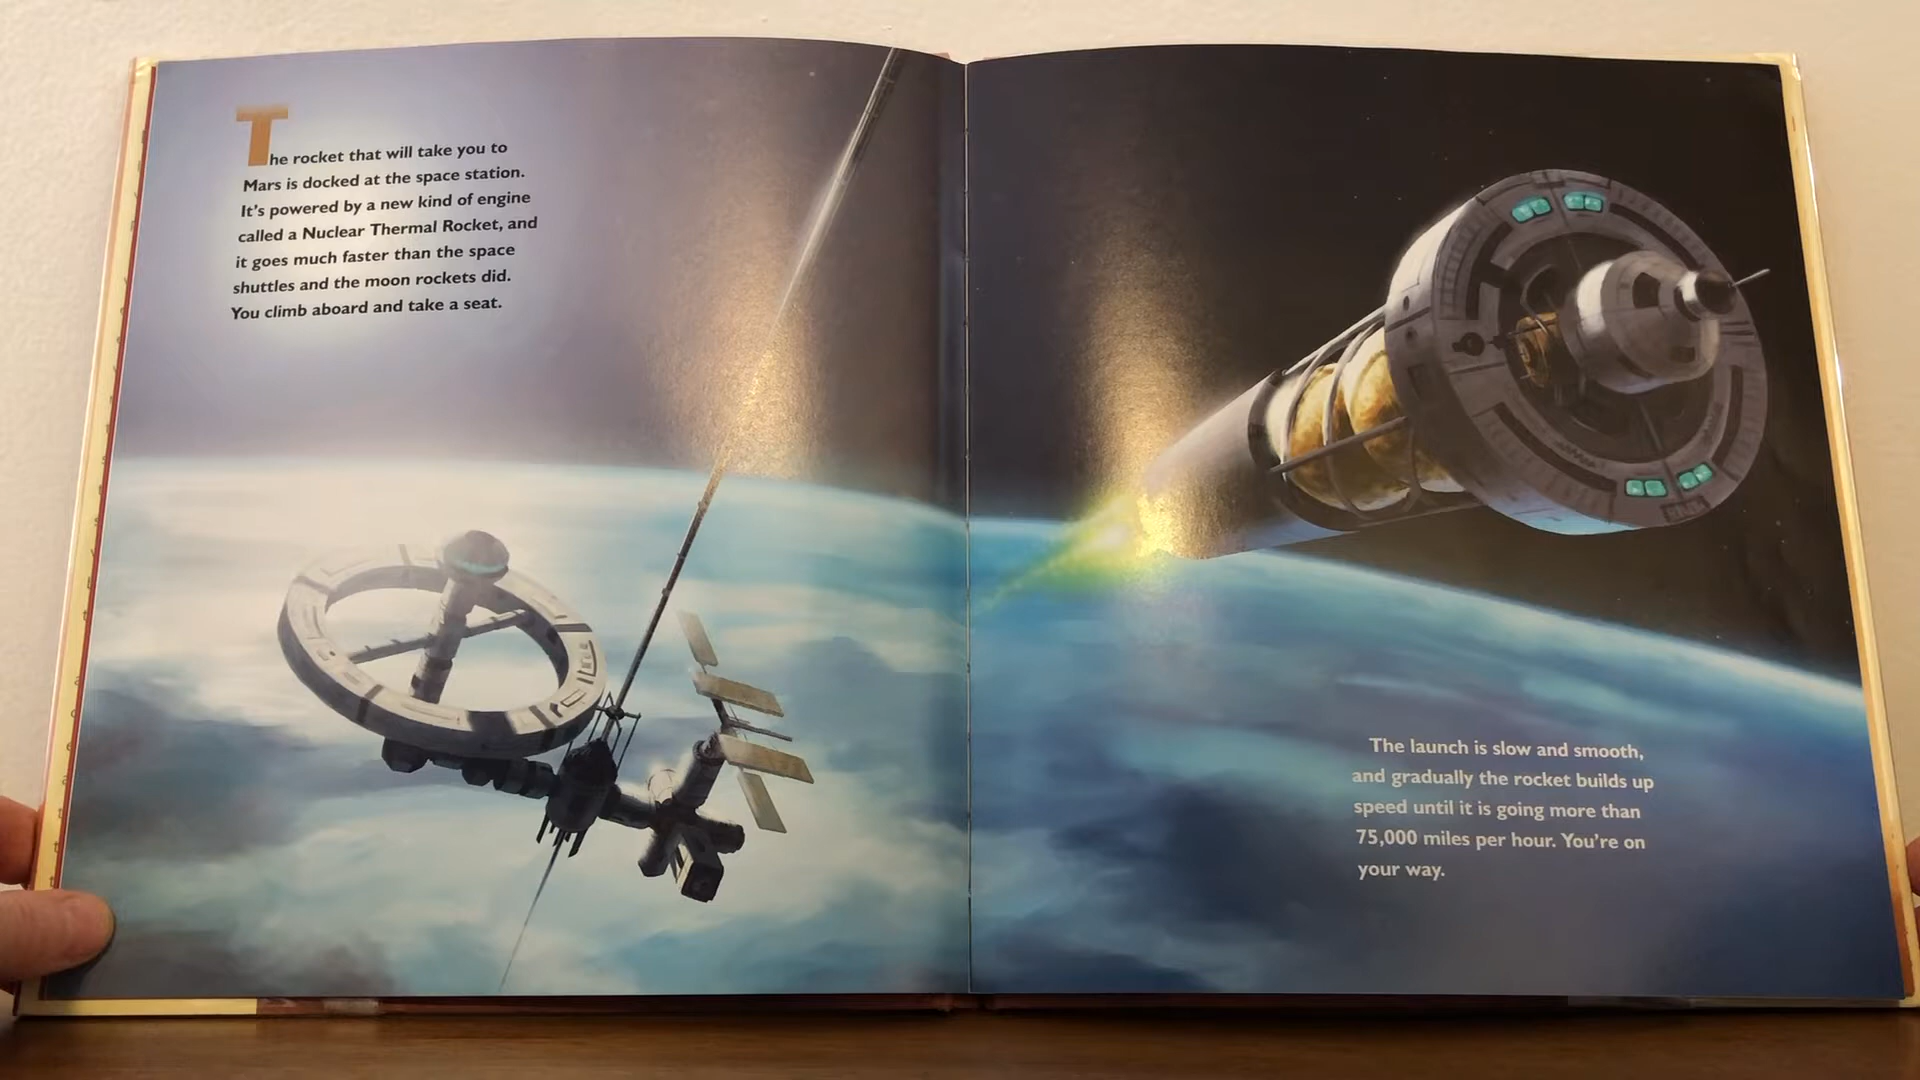 The rocket that will take you to
Mars is docked at the space station.
It's powered by a new kind of engine
called a Nuclear Thermal Rocket, and
it goes much faster than the space
shuttles and the moon rockets did.
You climb aboard and take a seat.
The launch is slow and smooth,
and gradually the rocket builds up
speed until it is going more than
75,000 miles per hour. You're on
your way.